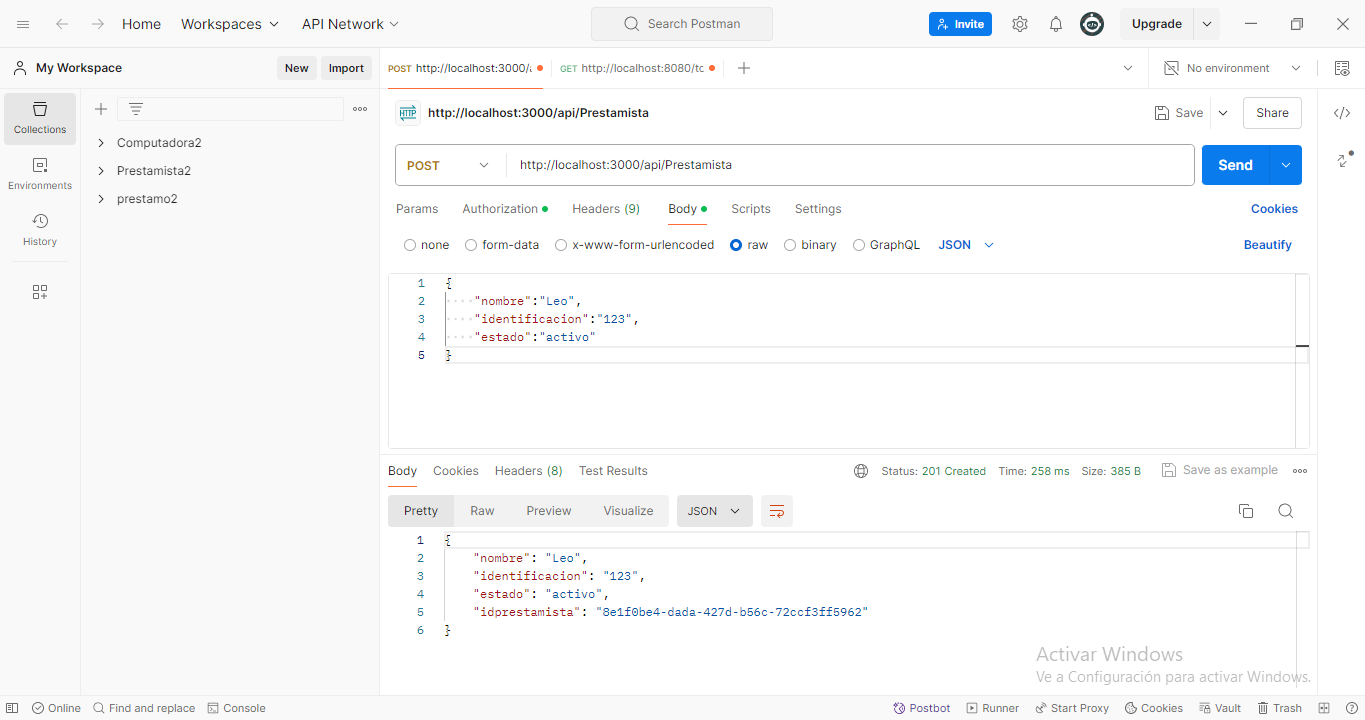 Home Workspaces API Network Search Postman Invite Upgrade
My Workspace New Import POST http://localhost:3000/a GET http://localhost:8080/tc No environment
Collections
Environments
History
Computadora2
Prestamista2
prestamo2
HTTP http://localhost:3000/api/Prestamista Save Share
POST http://localhost:3000/api/Prestamista Send
Params Authorization Headers (9) Body Scripts Settings Cookies
none form-data x-www-form-urlencoded raw binary GraphQL JSON Beautify
1 {
2 "nombre":"Leo",
3 "identificacion":"123",
4 "estado":"activo"
5 }
Body Cookies Headers (8) Test Results Status: 201 Created Time: 258 ms Size: 385 B Save as example
Pretty Raw Preview Visualize JSON
1 {
2 "nombre": "Leo",
3 "identificacion": "123",
4 "estado": "activo",
5 "idprestamista": "8e1f0be4-dada-427d-b56c-72ccf3ff5962"
6 }
Activar Windows
Ve a Configuración para activar Windows.
Online Find and replace Console Postbot Runner Start Proxy Cookies Vault Trash